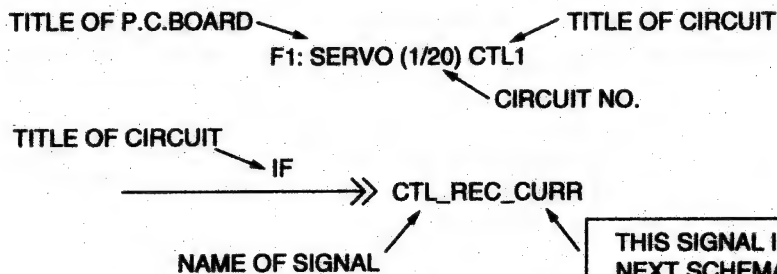 TITLE OF P.C.BOARD
TITLE OF CIRCUIT
F1: SERVO (1/20) CTL1
CIRCUIT NO.
TITLE OF CIRCUIT
IF
CTL_REC_CURR
NAME OF SIGNAL
THIS SIGNAL
NEXT SCHEMA